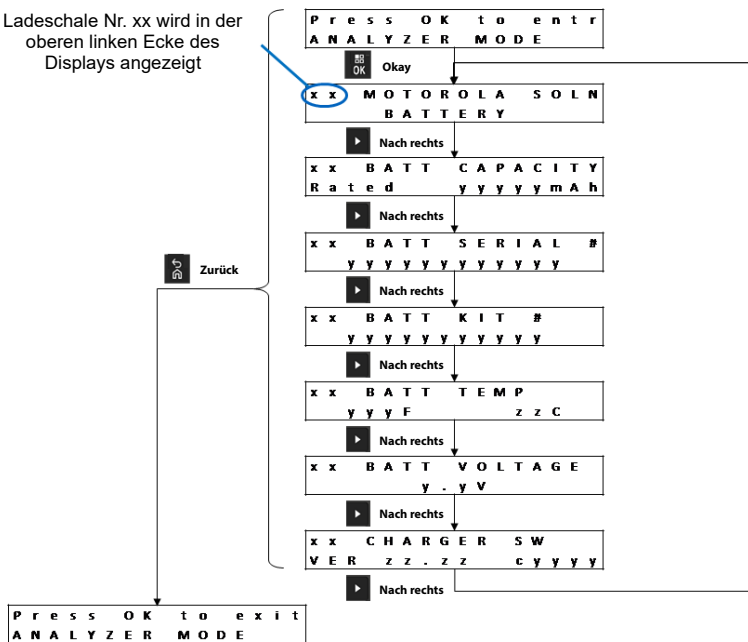 Ladeschale Nr. xx wird in der
oberen linken Ecke des
Displays angezeigt
Press OK to entr
ANALYZER MODE
OK Okay
xx MOTOROLA SOLN
BATTERY
Nach rechts
xx BATT CAPACITY
Rated yyyyymAh
Nach rechts
xx BATT SERIAL #
yyyyyyyyyyyy
Nach rechts
Zurück
xx BATT KIT #
yyyyyyyyyy
Nach rechts
xx BATT TEMP
yyyF zzC
Nach rechts
xx BATT VOLTAGE
y.yV
Nach rechts
xx CHARGER SW
VER zz.zz cyyyy
Nach rechts
Press OK to exit
ANALYZER MODE